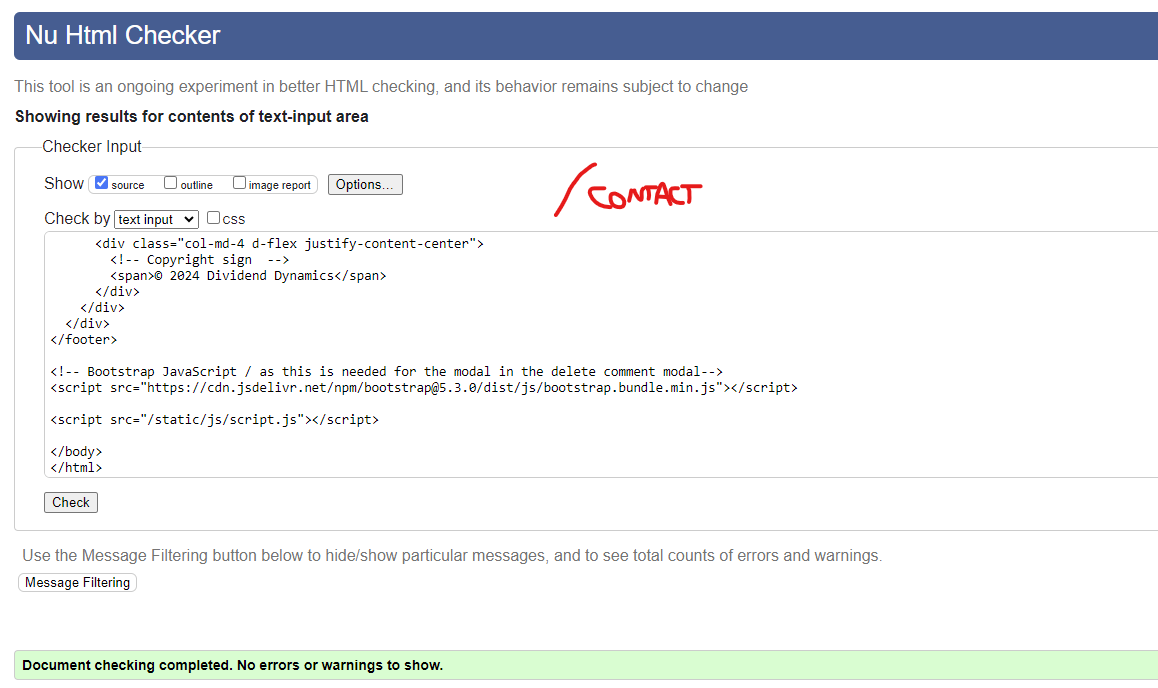 Nu Html Checker
This tool is an ongoing experiment in better HTML checking, and its behavior remains subject to change
Showing results for contents of text-input area
Checker Input
Show source outline image report Options...
/CONTACT
Check by text input css
<div class="col-md-4 d-flex justify-content-center">
<!-- Copyright sign  -->
<span>© 2024 Dividend Dynamics</span>
</div>
</div>
</div>
</footer>
<!-- Bootstrap JavaScript / as this is needed for the modal in the delete comment modal-->
<script src="https://cdn.jsdelivr.net/npm/bootstrap@5.3.0/dist/js/bootstrap.bundle.min.js"></script>
<script src="/static/js/script.js"></script>
</body>
</html>
Check
Use the Message Filtering button below to hide/show particular messages, and to see total counts of errors and warnings.
Message Filtering
Document checking completed. No errors or warnings to show.